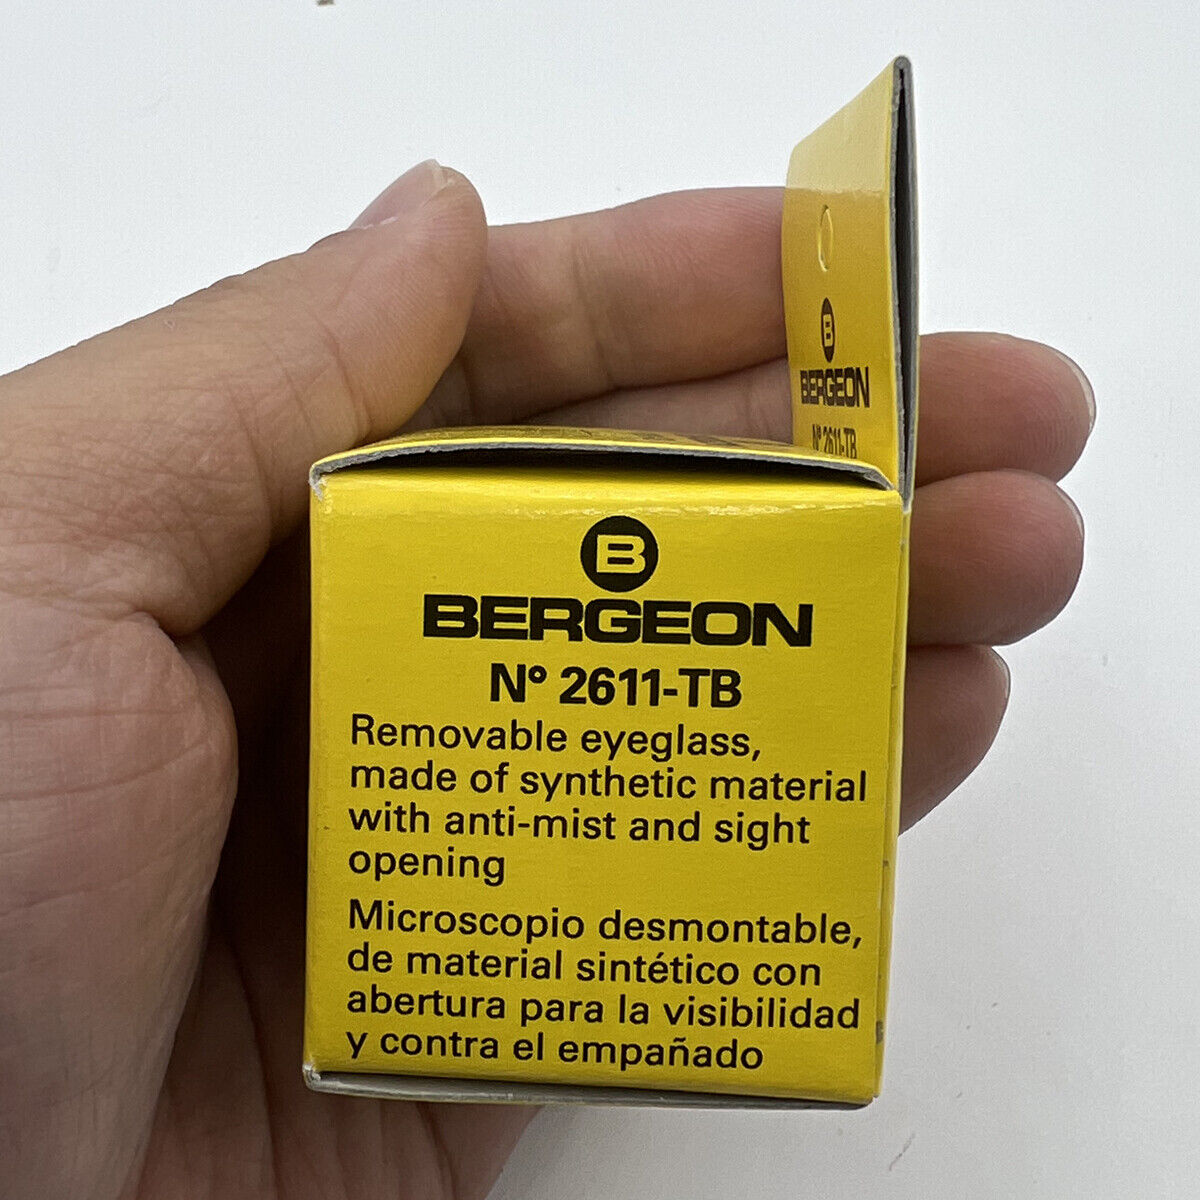 B
BERGEON
N° 2611-TB
B
BERGEON
N° 2611-TB
Removable eyeglass,
made of synthetic material
with anti-mist and sight
opening
Microscopio desmontable,
de material sintético con
abertura para la visibilidad
y contra el empañado